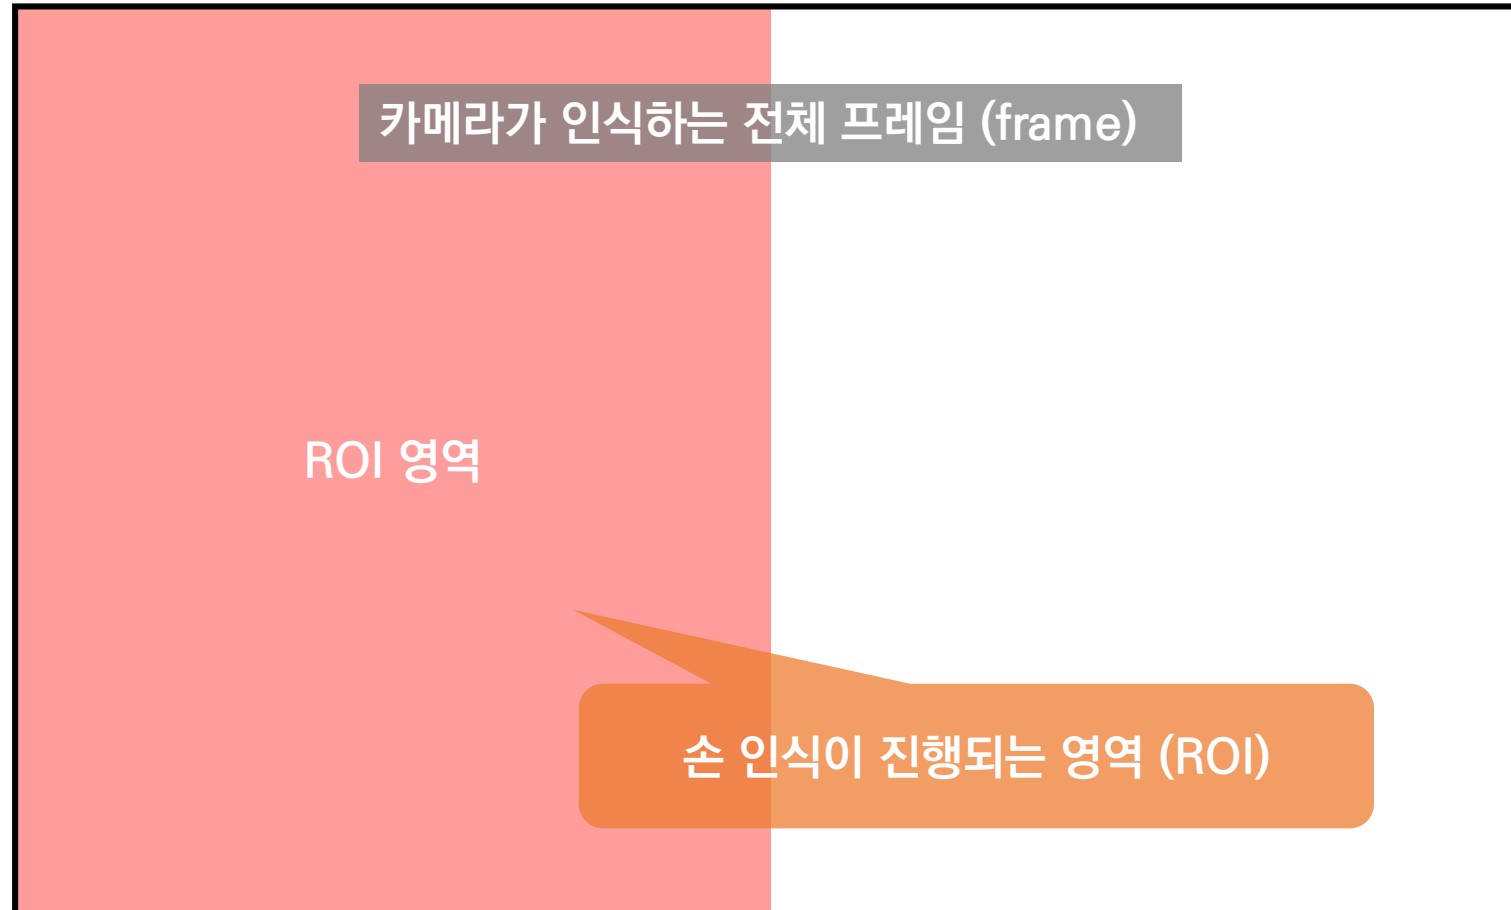 카메라가 인식하는 전체 프레임 (frame)
ROI 영역
손 인식이 진행되는 영역 (ROI)